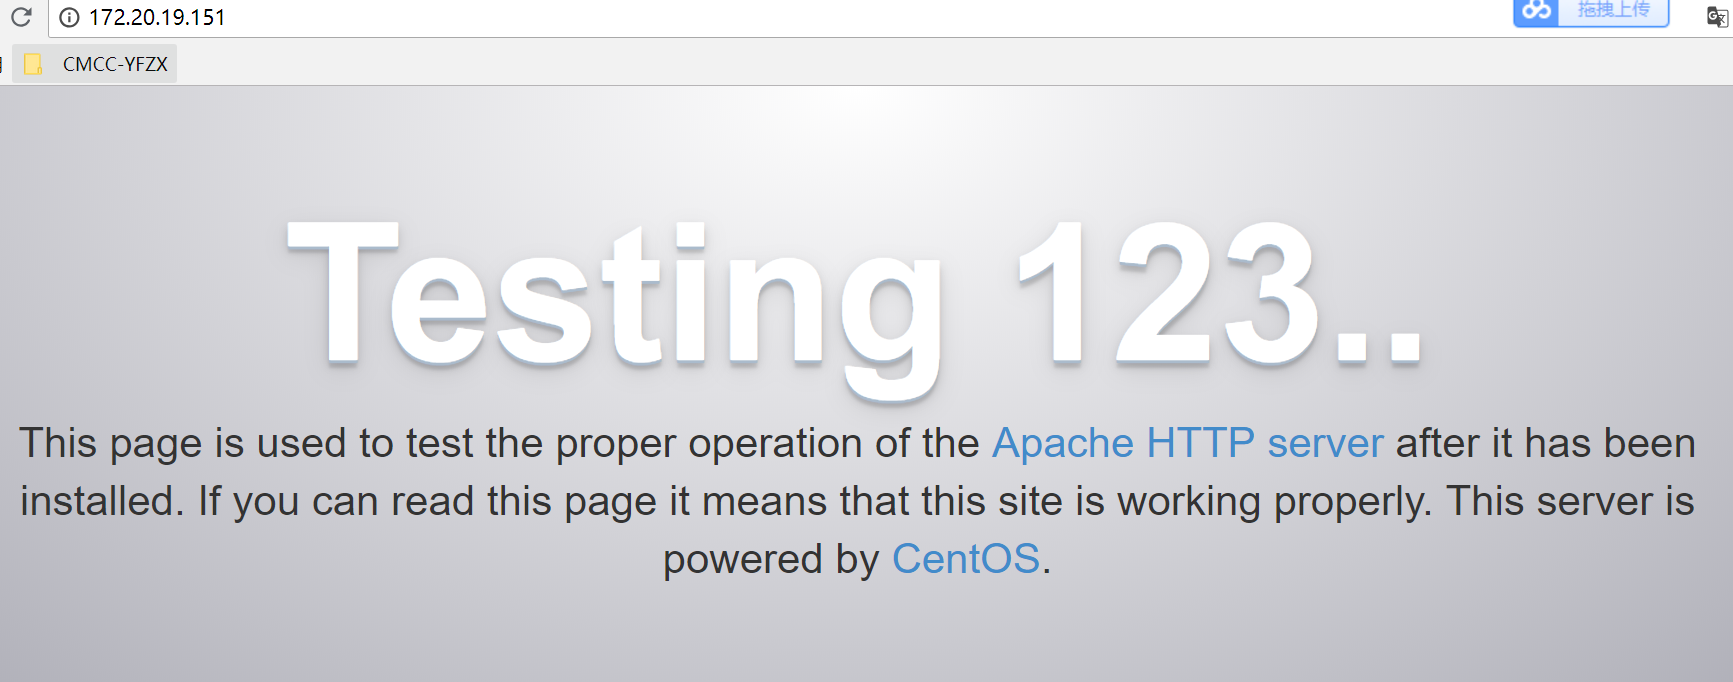 172.20.19.151
拖拽上传
CMCC-YFZX
Testing 123..
This page is used to test the proper operation of the Apache HTTP server after it has been
installed. If you can read this page it means that this site is working properly. This server is
powered by CentOS.